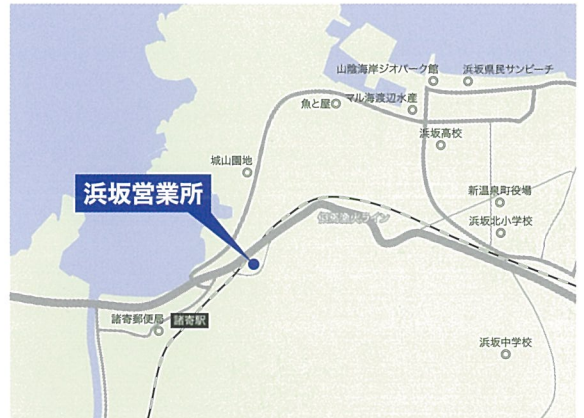 山陰海岸ジオパーク館
浜坂県民サンビーチ
魚と屋
マル海渡辺水産
浜坂高校
城山園地
浜坂営業所
新温泉町役場
浜坂北小学校
諸寄郵便局
諸寄駅
浜坂中学校